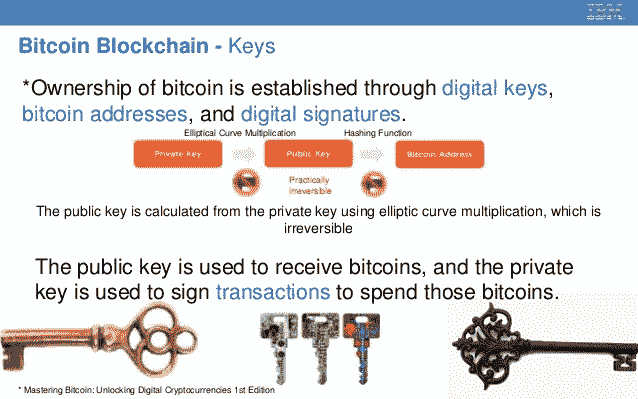 IBM
Bitcoin Blockchain - Keys
*Ownership of bitcoin is established through digital keys,
bitcoin addresses, and digital signatures.
Elliptical Curve Multiplication Hashing Function
Private Key Public Key Bitcoin Address
Practically
irreversible
The public key is calculated from the private key using elliptic curve multiplication, which is
irreversible
The public key is used to receive bitcoins, and the private
key is used to sign transactions to spend those bitcoins.
* Mastering Bitcoin: Unlocking Digital Cryptocurrencies 1st Edition